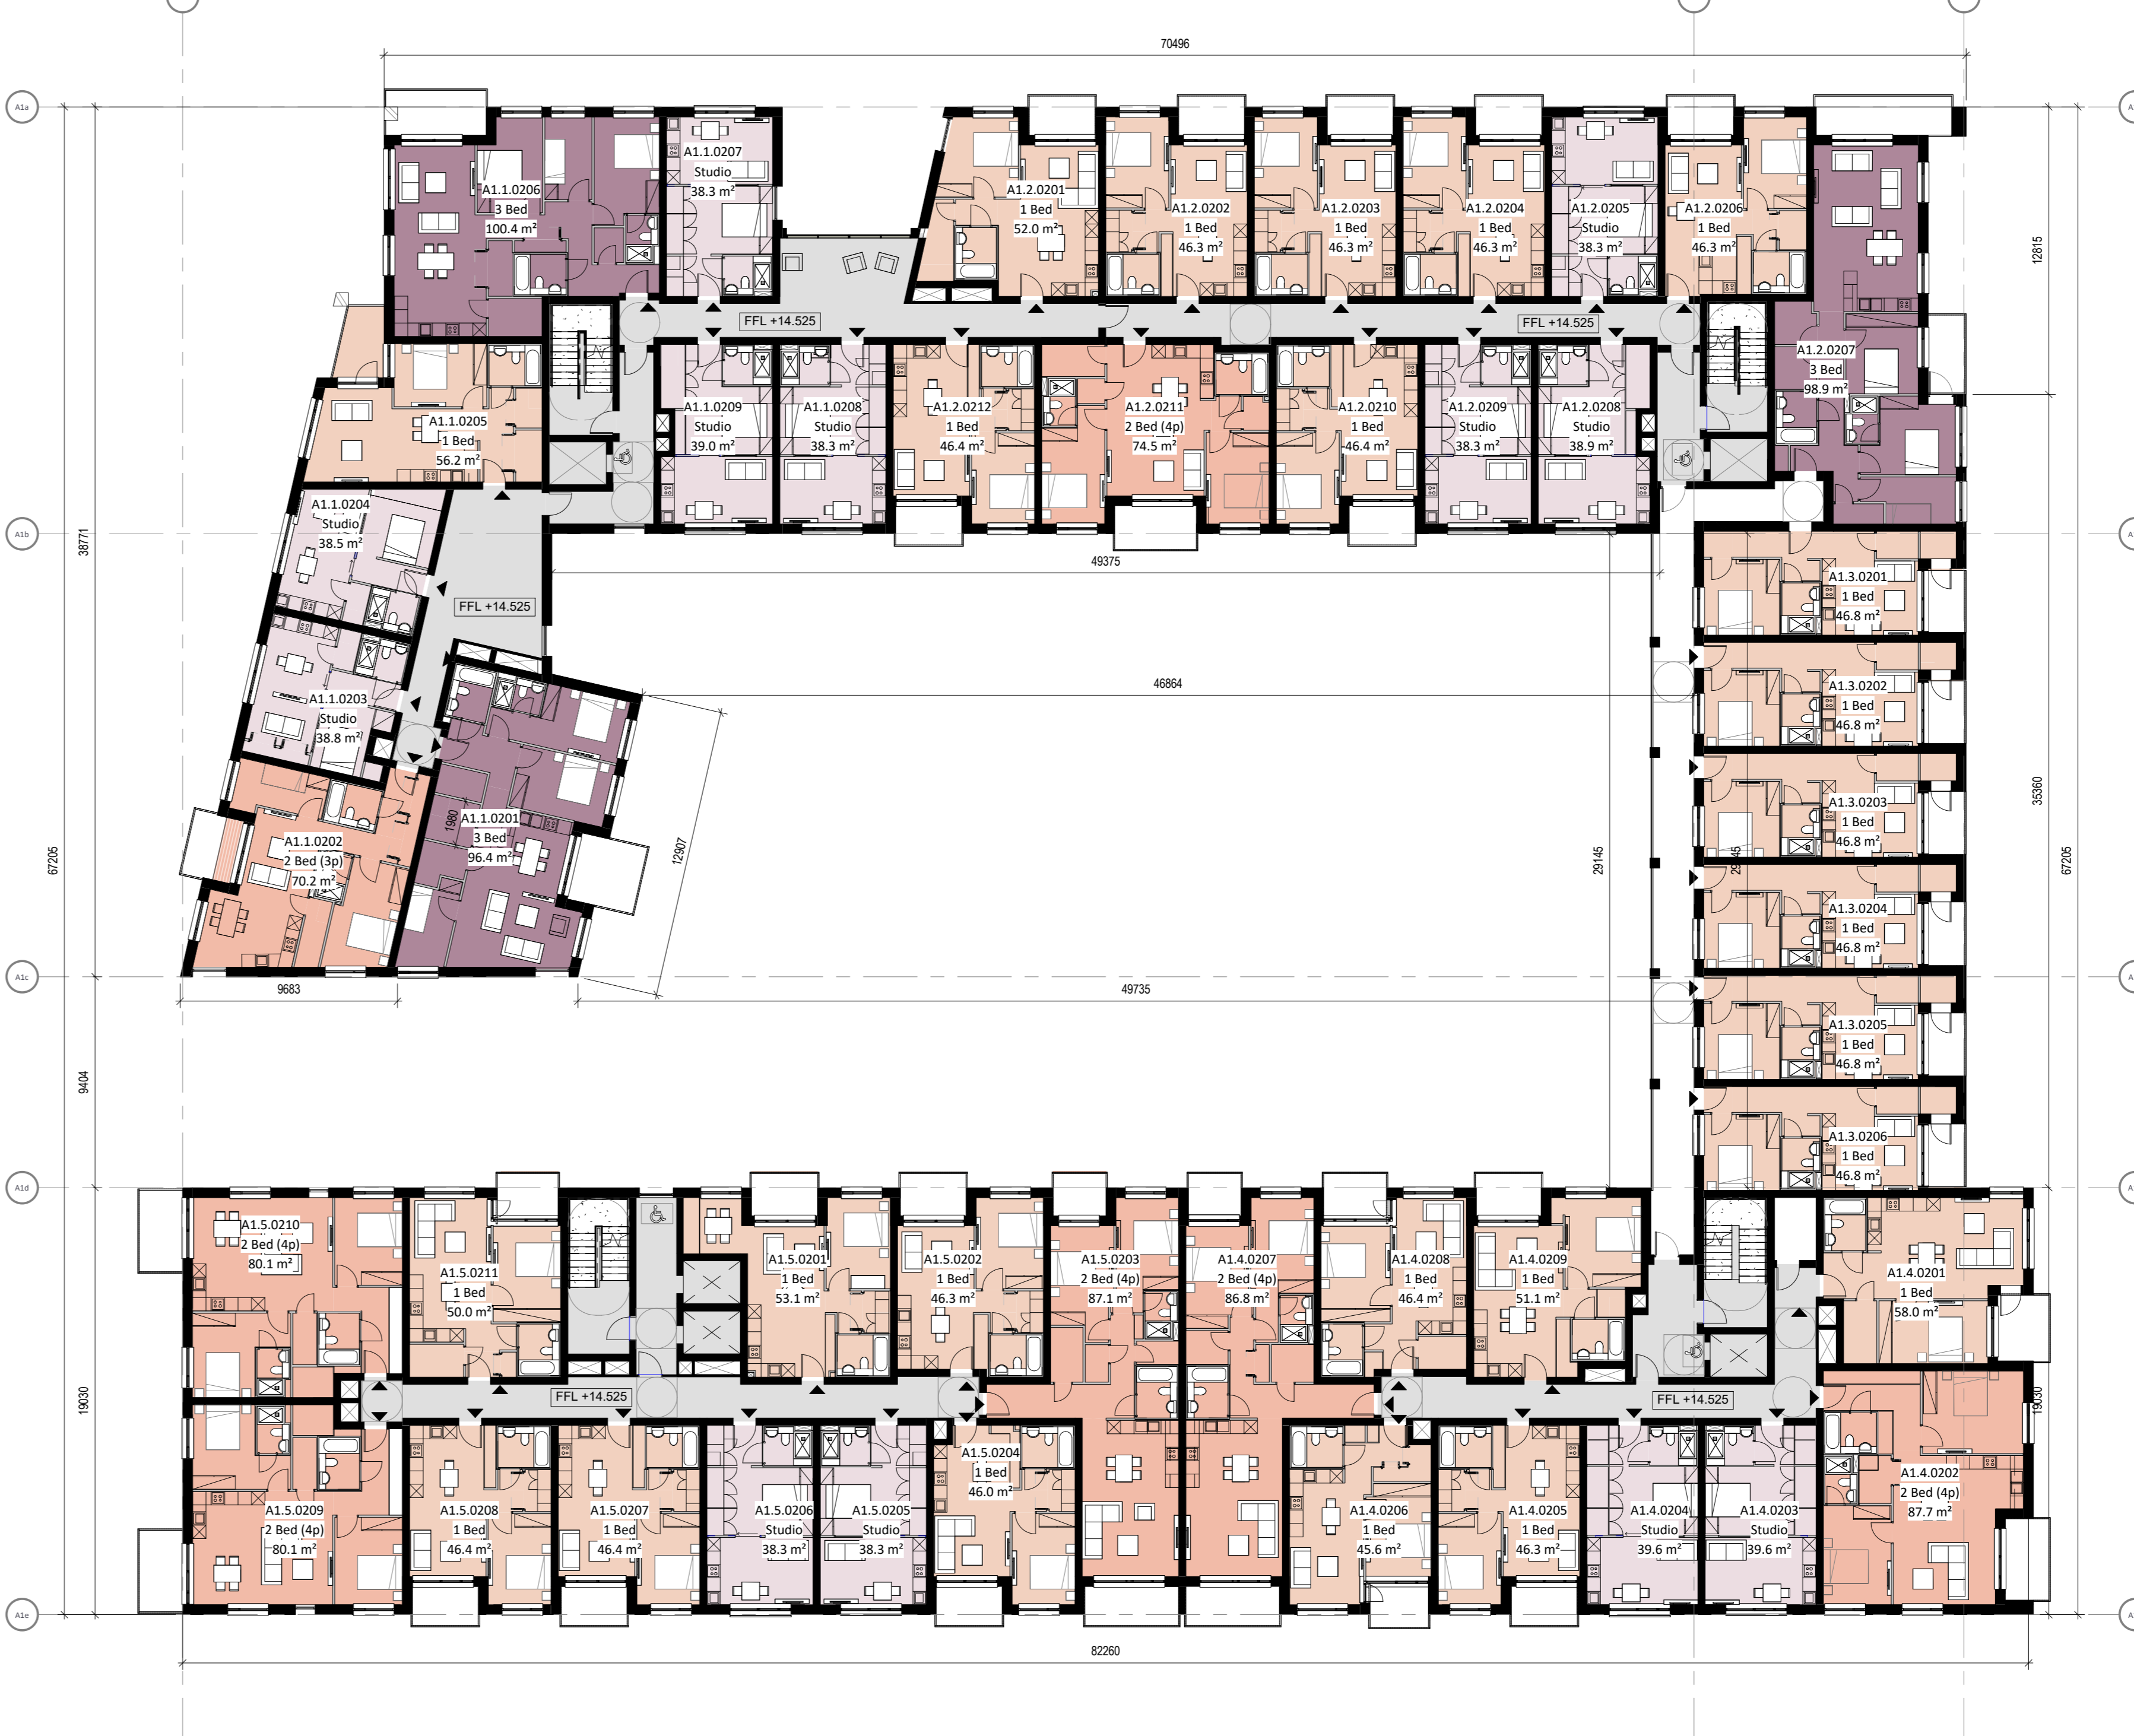 70496
A1a
A1.1.0206
3 Bed
100.4 m²
A1.1.0207
Studio
38.3 m²
A1.2.0201
1 Bed
52.0 m²
A1.2.0202
1 Bed
46.3 m²
A1.2.0203
1 Bed
46.3 m²
A1.2.0204
1 Bed
46.3 m²
A1.2.0205
Studio
38.3 m²
A1.2.0206
1 Bed
46.3 m²
12815
FFL +14.525
FFL +14.525
A1.2.0207
3 Bed
98.9 m²
A1.1.0205
1 Bed
56.2 m²
A1.1.0209
Studio
39.0 m²
A1.1.0208
Studio
38.3 m²
A1.2.0212
1 Bed
46.4 m²
A1.2.0211
2 Bed (4p)
74.5 m²
A1.2.0210
1 Bed
46.4 m²
A1.2.0209
Studio
38.3 m²
A1.2.0208
Studio
38.9 m²
A1.1.0204
Studio
38.5 m²
A1b
38771
49375
FFL +14.525
A1.3.0201
1 Bed
46.8 m²
A1.1.0203
Studio
38.8 m²
46864
A1.3.0202
1 Bed
46.8 m²
A1.3.0203
1 Bed
46.8 m²
35360
A1.1.0202
2 Bed (3p)
70.2 m²
1980
A1.1.0201
3 Bed
96.4 m²
12907
67205
29145
67205
A1.3.0204
1 Bed
46.8 m²
A1c
9683
49735
A1.3.0205
1 Bed
46.8 m²
9404
A1.3.0206
1 Bed
46.8 m²
A1d
A1.5.0210
2 Bed (4p)
80.1 m²
A1.5.0211
1 Bed
50.0 m²
A1.5.0201
1 Bed
53.1 m²
A1.5.0202
1 Bed
46.3 m²
A1.5.0203
2 Bed (4p)
87.1 m²
A1.4.0207
2 Bed (4p)
86.8 m²
A1.4.0208
1 Bed
46.4 m²
A1.4.0209
1 Bed
51.1 m²
A1.4.0201
1 Bed
58.0 m²
19030
FFL +14.525
FFL +14.525
19030
A1.5.0209
2 Bed (4p)
80.1 m²
A1.5.0208
1 Bed
46.4 m²
A1.5.0207
1 Bed
46.4 m²
A1.5.0206
Studio
38.3 m²
A1.5.0205
Studio
38.3 m²
A1.5.0204
1 Bed
46.0 m²
A1.4.0206
1 Bed
45.6 m²
A1.4.0205
1 Bed
46.3 m²
A1.4.0204
Studio
39.6 m²
A1.4.0203
Studio
39.6 m²
A1.4.0202
2 Bed (4p)
87.7 m²
A1e
82260